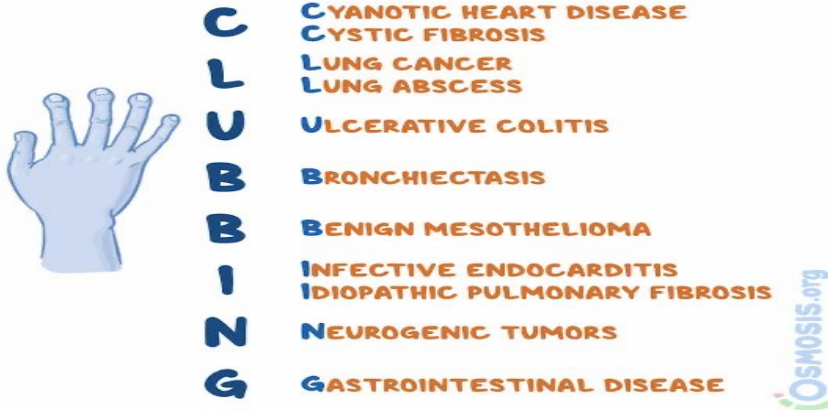 C CYANOTIC HEART DISEASE
CYSTIC FIBROSIS
L LUNG CANCER
LUNG ABSCESS
U ULCERATIVE COLITIS
B BRONCHIECTASIS
B BENIGN MESOTHELIOMA
I INFECTIVE ENDOCARDITIS
IDIOPATHIC PULMONARY FIBROSIS
N NEUROGENIC TUMORS
G GASTROINTESTINAL DISEASE
OSMOSIS.org